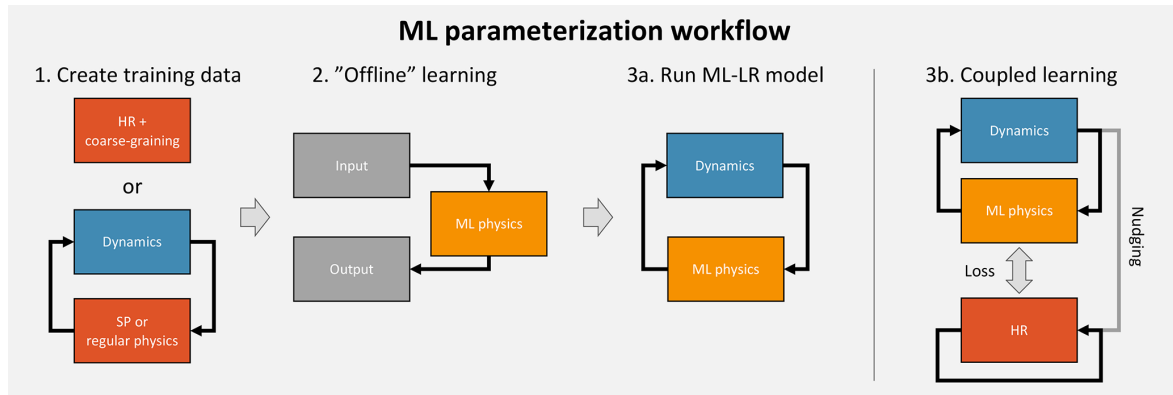 ML parameterization workflow
1. Create training data
HR +
coarse-graining
or
Dynamics
SP or
regular physics
2. ”Offline” learning
Input
ML physics
Output
3a. Run ML-LR model
Dynamics
ML physics
3b. Coupled learning
Dynamics
ML physics
Nudging
Loss
HR